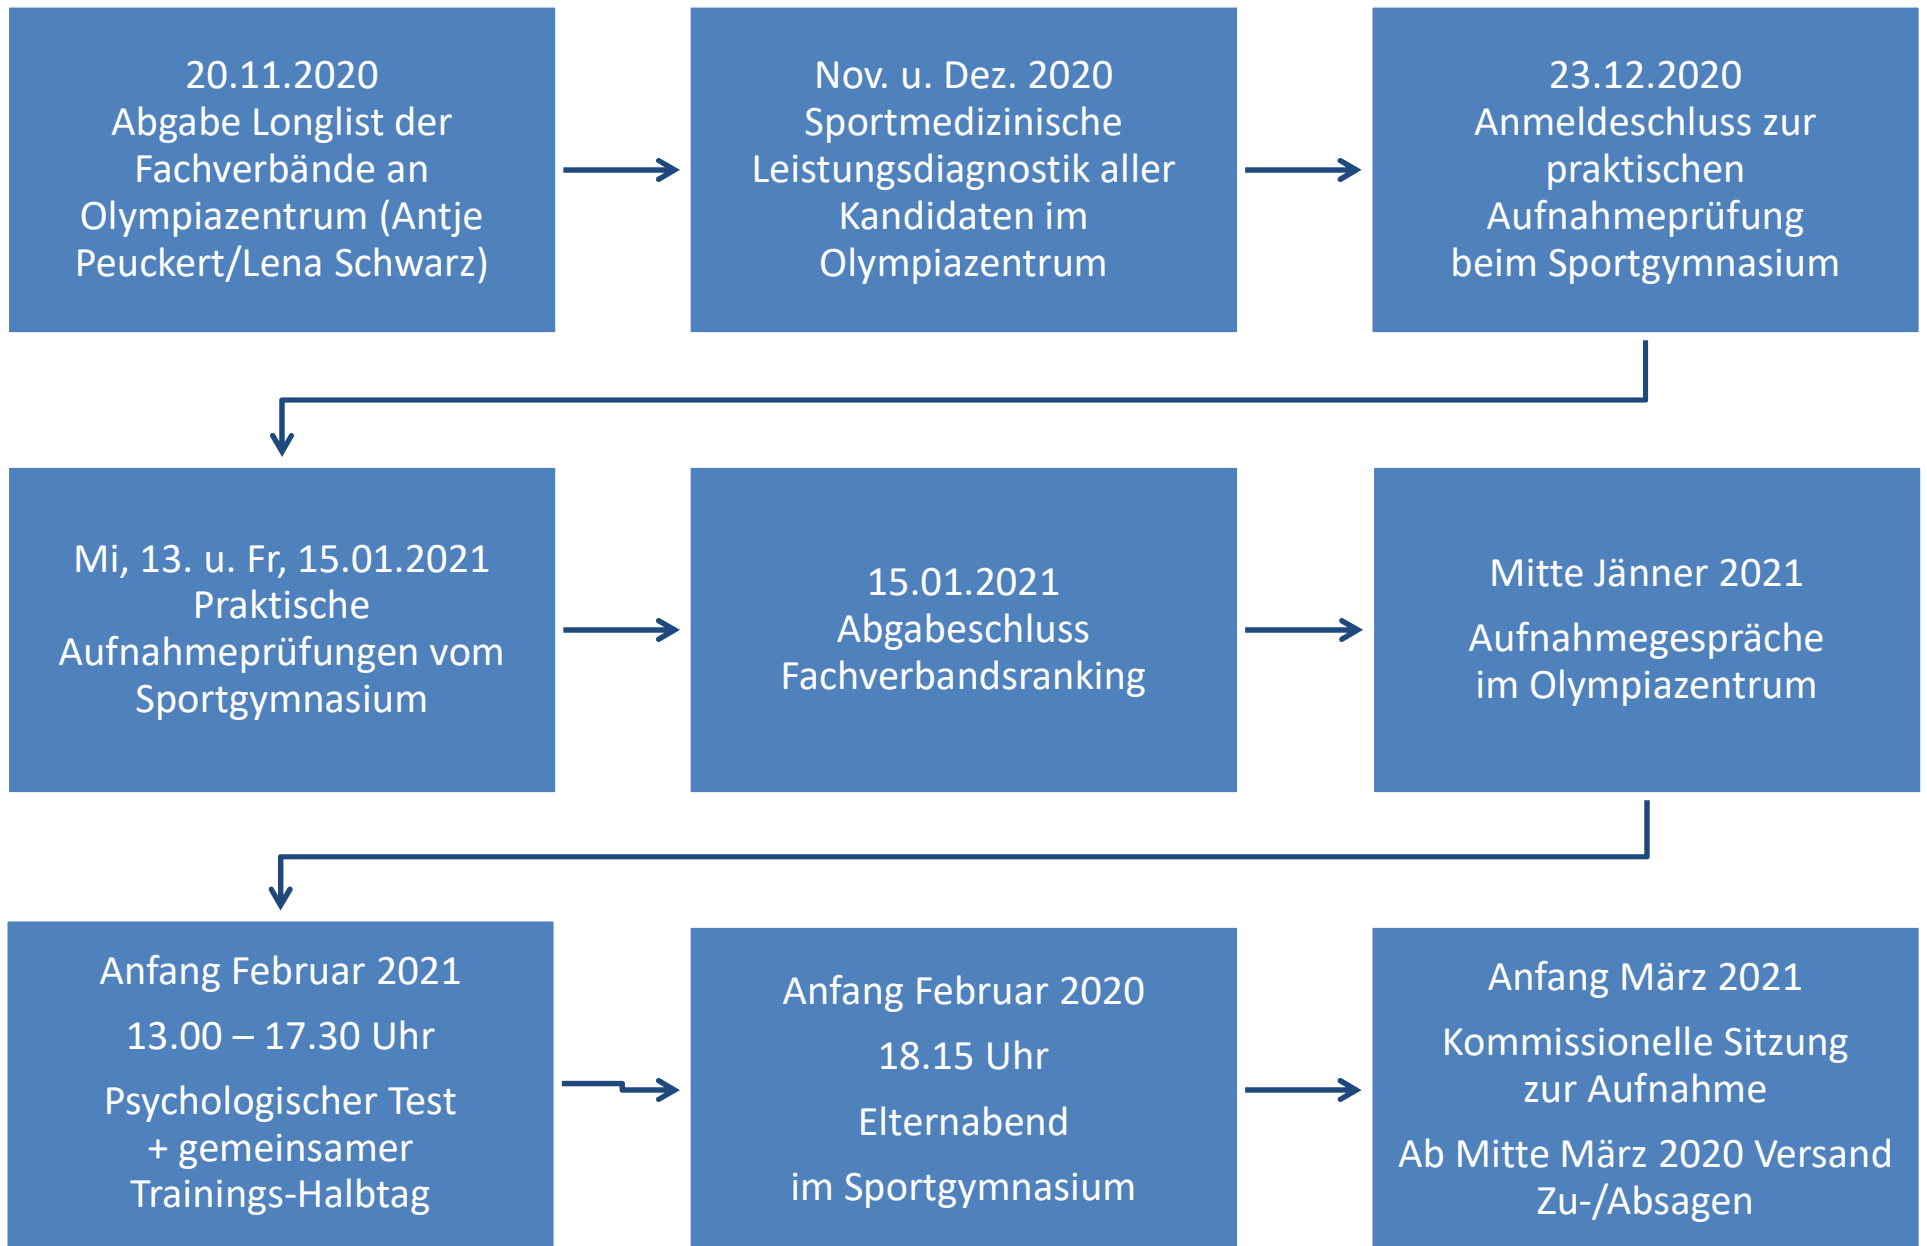 20.11.2020
Abgabe Longlist der
Fachverbände an
Olympiazentrum (Antje
Peuckert/Lena Schwarz)
Nov. u. Dez. 2020
Sportmedizinische
Leistungsdiagnostik aller
Kandidaten im
Olympiazentrum
23.12.2020
Anmeldeschluss zur
praktischen
Aufnahmeprüfung
beim Sportgymnasium
Mi, 13. u. Fr, 15.01.2021
Praktische
Aufnahmeprüfungen vom
Sportgymnasium
15.01.2021
Abgabeschluss
Fachverbandsranking
Mitte Jänner 2021
Aufnahmegespräche
im Olympiazentrum
Anfang Februar 2021
13.00 – 17.30 Uhr
Psychologischer Test
+ gemeinsamer
Trainings-Halbtag
Anfang Februar 2020
18.15 Uhr
Elternabend
im Sportgymnasium
Anfang März 2021
Kommissionelle Sitzung
zur Aufnahme
Ab Mitte März 2020 Versand
Zu-/Absagen